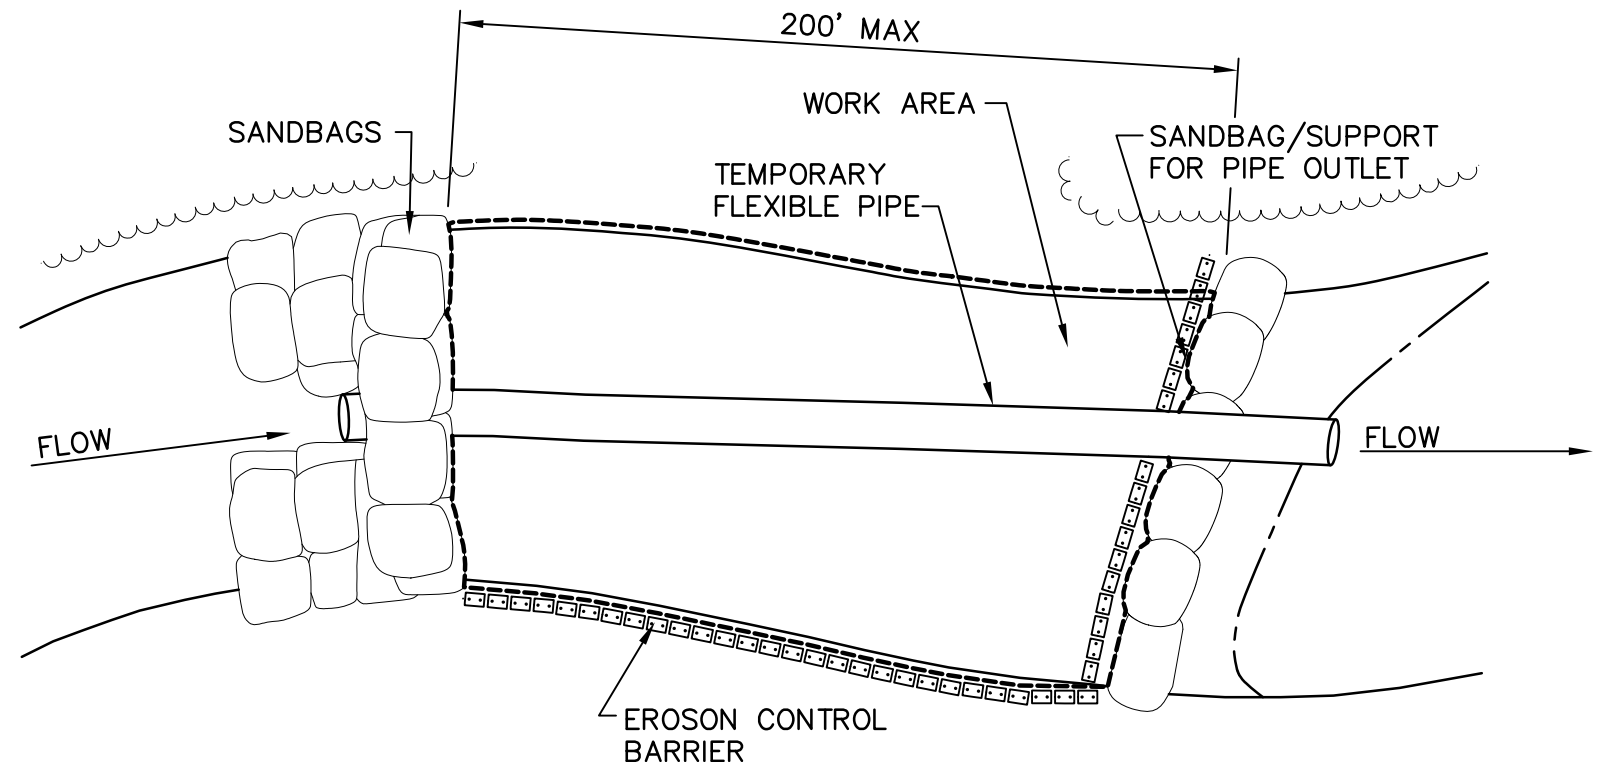 200' MAX
WORK AREA
SANDBAGS
SANDBAG/SUPPORT
FOR PIPE OUTLET
TEMPORARY
FLEXIBLE PIPE
FLOW
FLOW
EROSON CONTROL
BARRIER